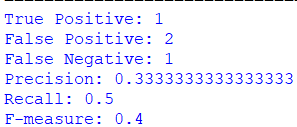 True Positive: 1
False Positive: 2
False Negative: 1
Precision: 0.3333333333333333
Recall: 0.5
F-measure: 0.4